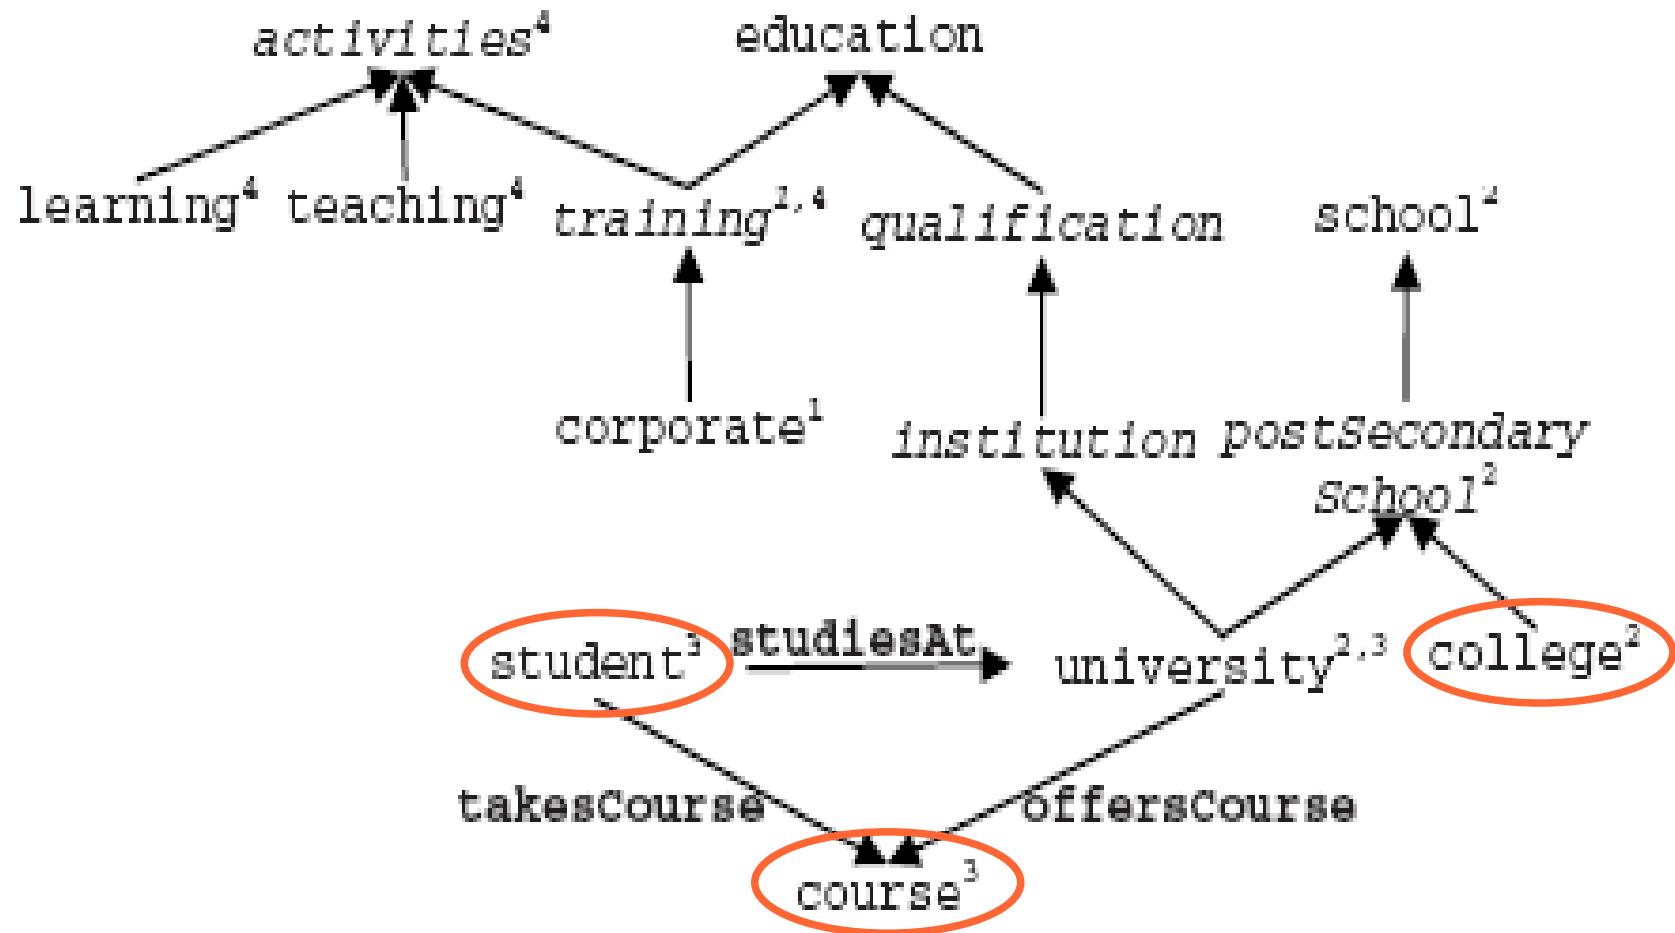 activities⁴ education
learning⁴ teaching⁴ training²,⁴ qualification school²
corporate¹ institution postSecondary
School²
student³ studiesAt university²,³ college²
takesCourse offersCourse
course³